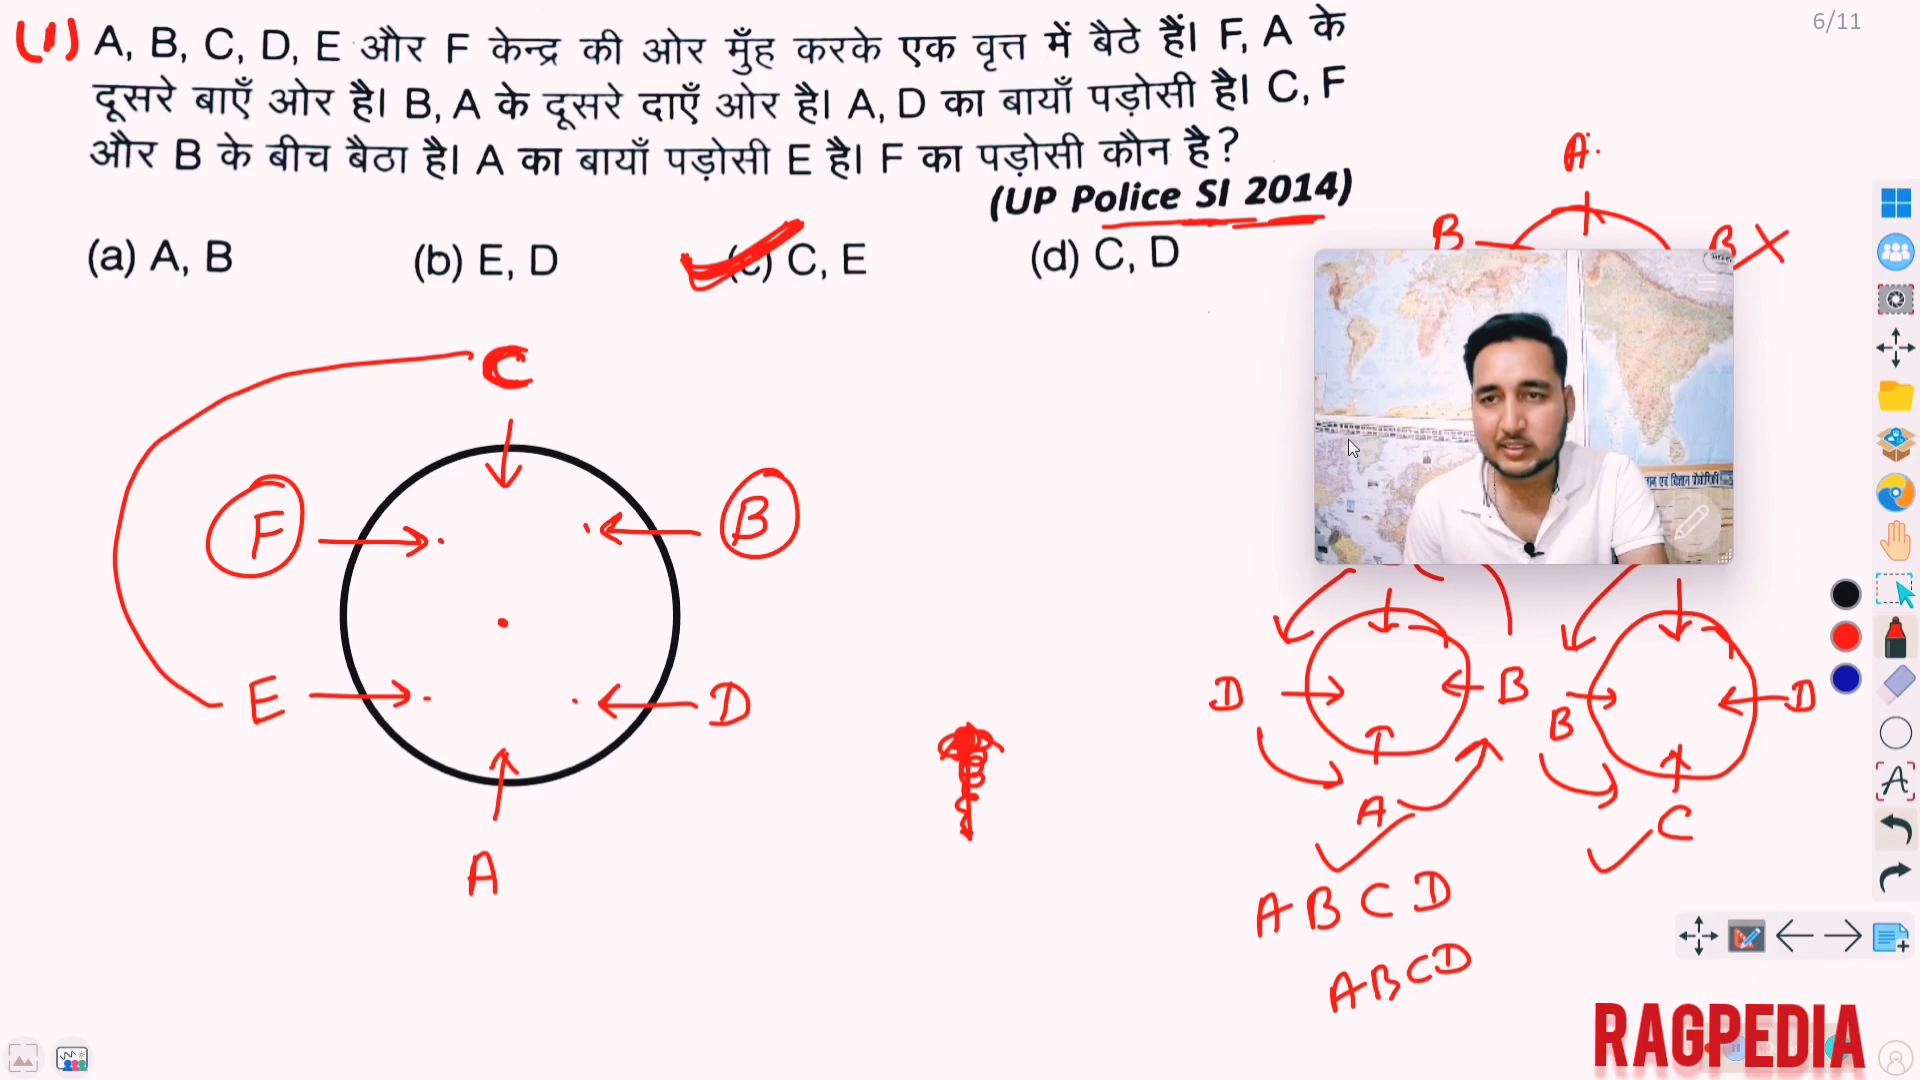 6/11
(1) A, B, C, D, E और F केन्द्र की ओर मुँह करके एक वृत्त में बैठे हैं। F, A के
दूसरे बाएँ ओर है। B, A के दूसरे दाएँ ओर है। A, D का बायाँ पड़ोसी है। C, F
और B के बीच बैठा है। A का बायाँ पड़ोसी E है। F का पड़ोसी कौन है?
(UP Police SI 2014)
(a) A, B (b) E, D (c) C, E (d) C, D
A
B B
C
F B
E D
A
D B B D
A C
A B C D
A B C D
RAGPEDIA